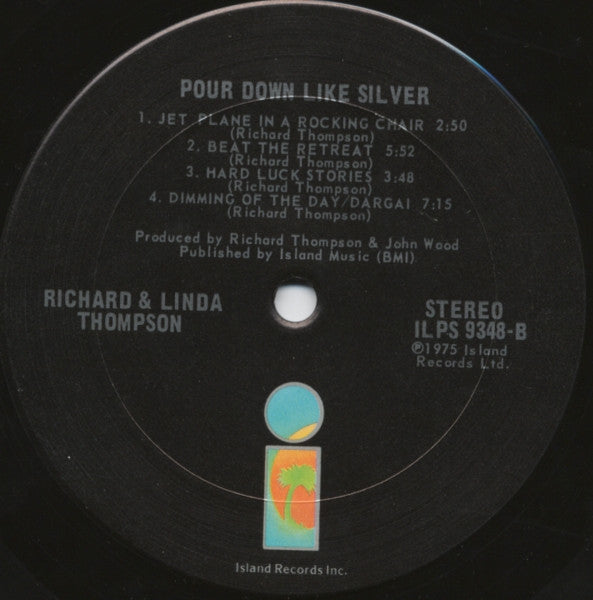 POUR DOWN LIKE SILVER
1. JET PLANE IN A ROCKING CHAIR 2:50
(Richard Thompson)
2. BEAT THE RETREAT 5:52
(Richard Thompson)
3. HARD LUCK STORIES 3:48
(Richard Thompson)
4. DIMMING OF THE DAY/DARGAI 7:15
(Richard Thompson)
Produced by Richard Thompson & John Wood
Published by Island Music (BMI)
RICHARD & LINDA
THOMPSON
STEREO
ILPS 9348-B
℗1975 Island
Records Ltd.
i
Island Records Inc.